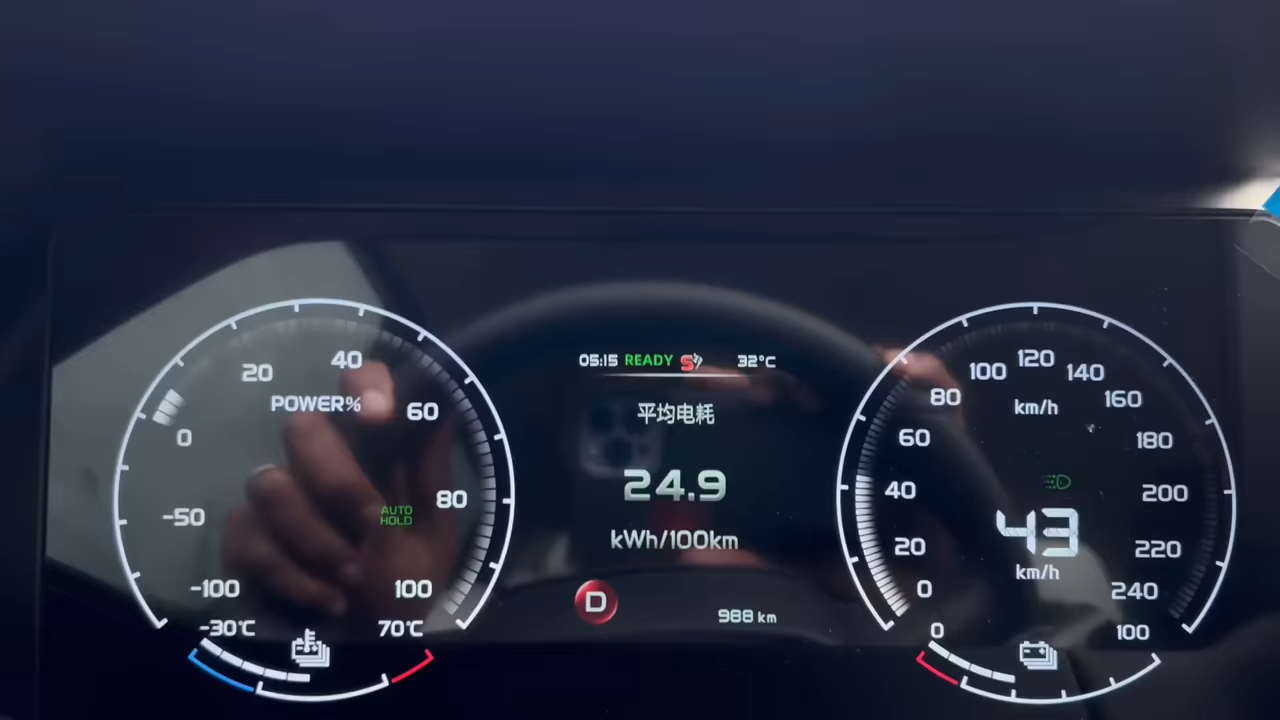 05:15 READY S 32°C
平均电耗
24.9
kWh/100km
D
988 km
POWER%
-100
-50
0
20
40
60
80
100
AUTO
HOLD
-30℃
70℃
0
20
40
60
80
100
120
140
160
180
200
220
240
km/h
43
km/h
0
100